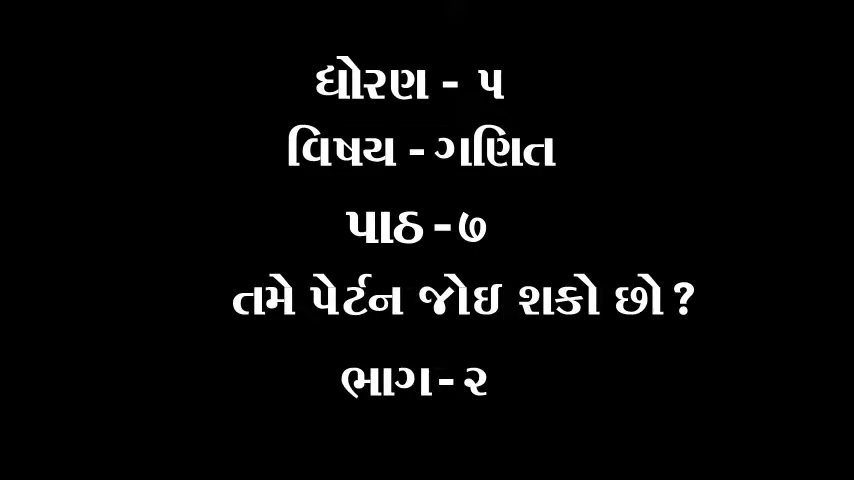 ધોરણ - ૫
વિષય - ગણિત
પાઠ - ૭
તમે પેર્ટન જોઇ શકો છો ?
ભાગ - ૨